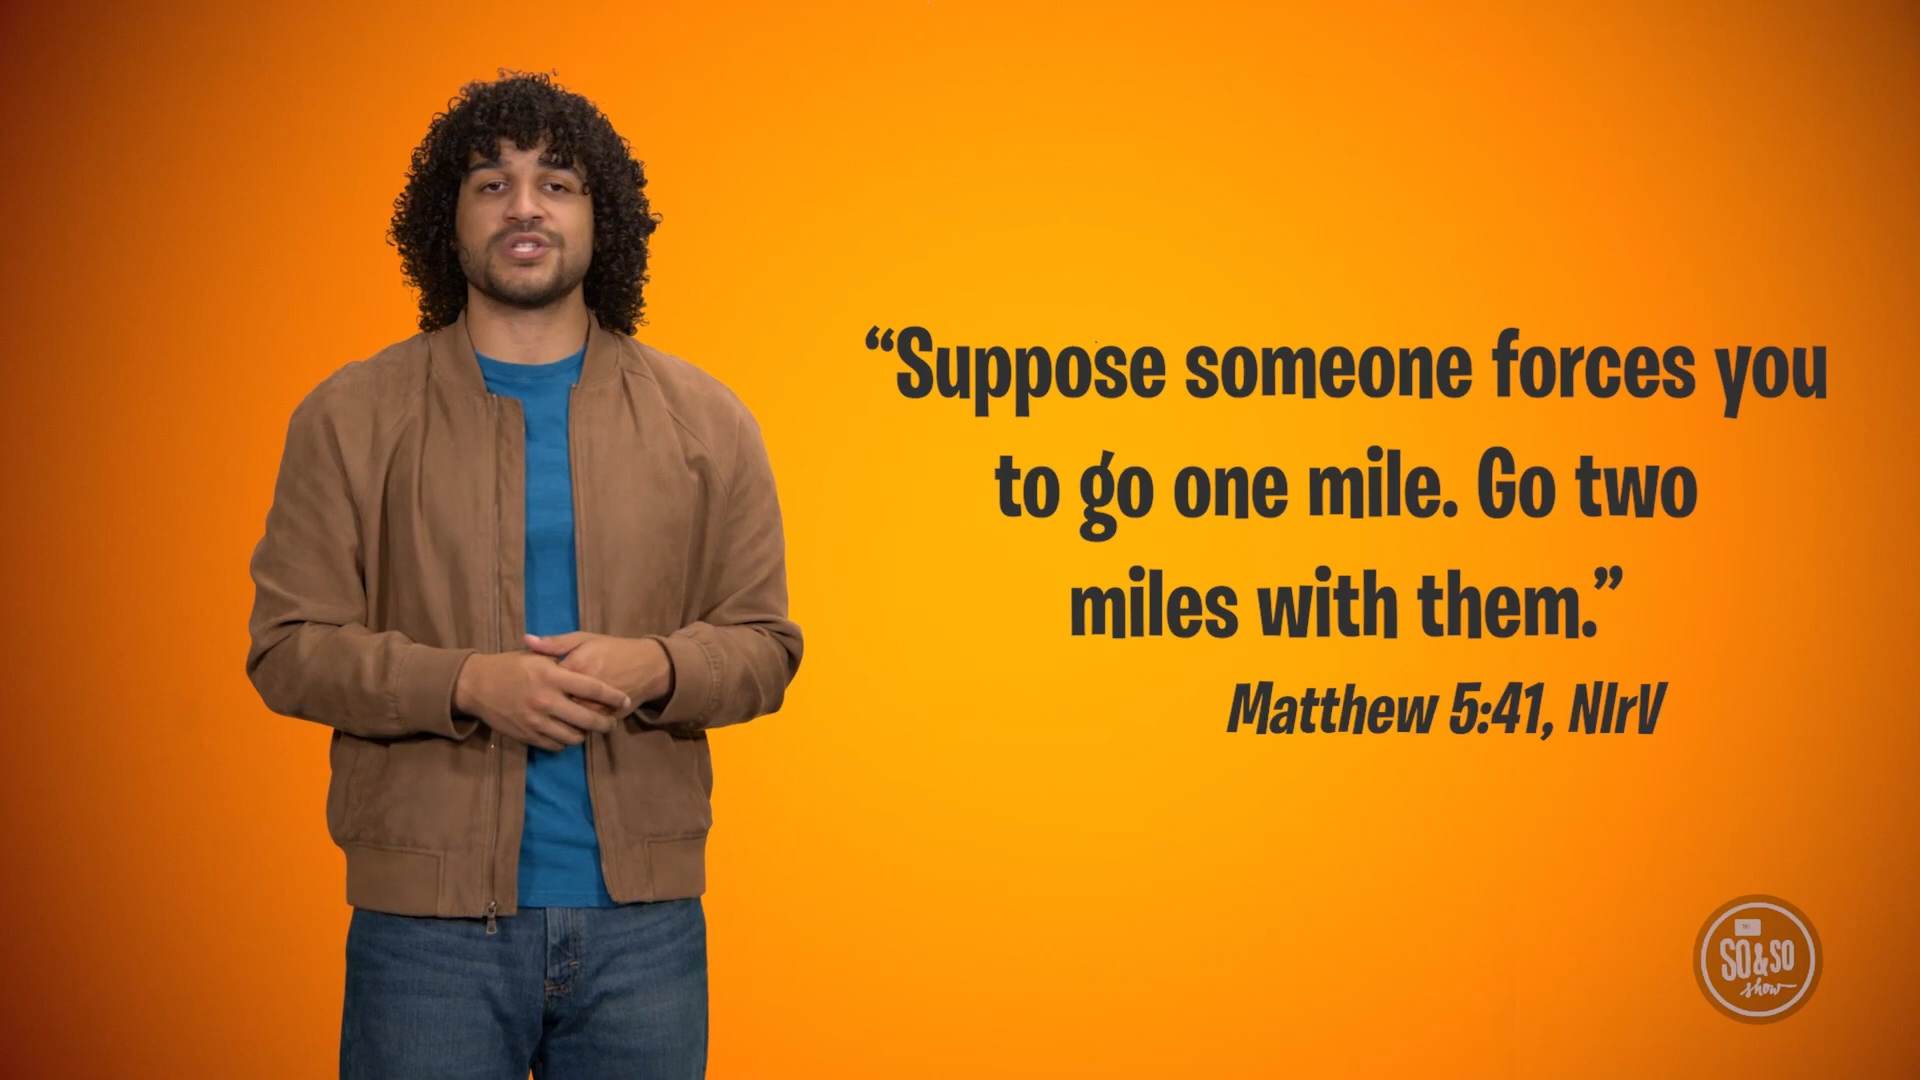 “Suppose someone forces you
to go one mile. Go two
miles with them.”
Matthew 5:41, NIrV
SO & SO
show